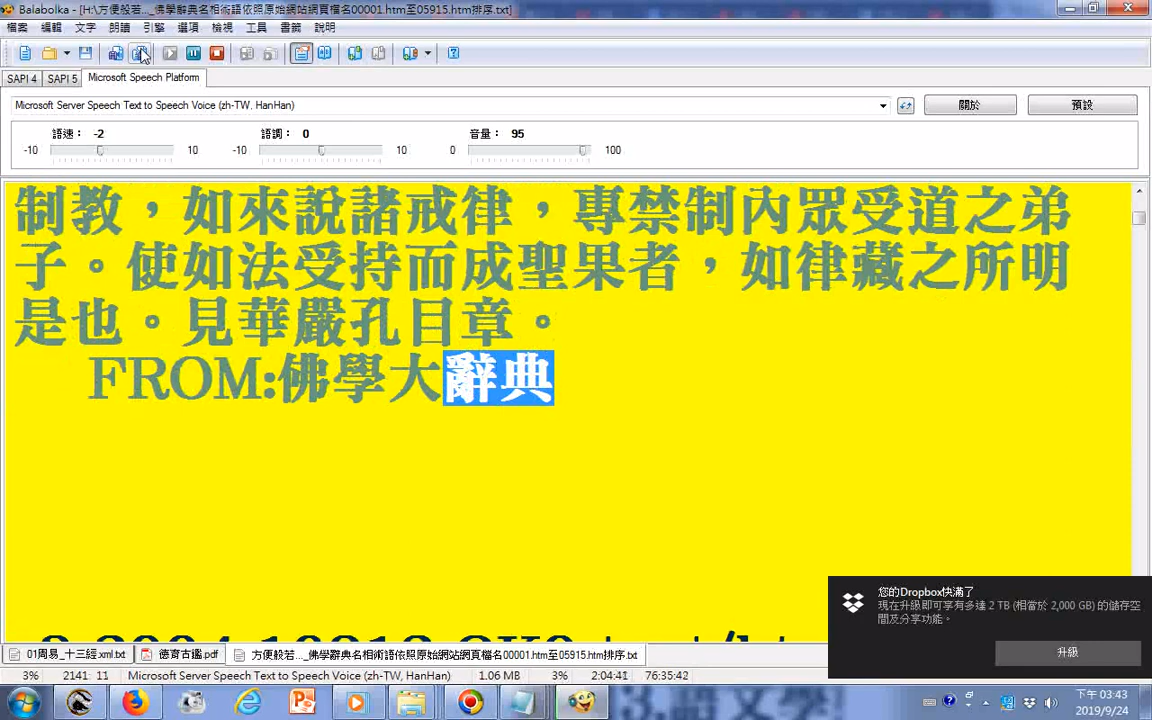 Balabolka - [H:\方便般若..._佛學辭典名相術語依照原始網站網頁檔名00001.htm至05915.htm排序.txt]
檔案 編輯 文字 朗讀 引擎 選項 檢視 工具 書籤 說明
SAPI 4 SAPI 5 Microsoft Speech Platform
Microsoft Server Speech Text to Speech Voice (zh-TW, HanHan) 關於 預設
語速： -2 語調： 0 音量： 95
-10 10 -10 10 0 100
制教，如來說諸戒律，專禁制內眾受道之弟
子。使如法受持而成聖果者，如律藏之所明
是也。見華嚴孔目章。
FROM:佛學大辭典
您的Dropbox快滿了
現在升級即可享有多達 2 TB (相當於 2,000 GB) 的儲存空
間及分享功能。
升級
01周易_十三經.xml.txt 德育古鑑.pdf 方便般若..._佛學辭典名相術語依照原始網站網頁檔名00001.htm至05915.htm排序.txt
3% 2141: 11 Microsoft Server Speech Text to Speech Voice (zh-TW, HanHan) 1.06 MB 3% 2:04:41 76:35:42
3.語文學
下午 03:43
2019/9/24